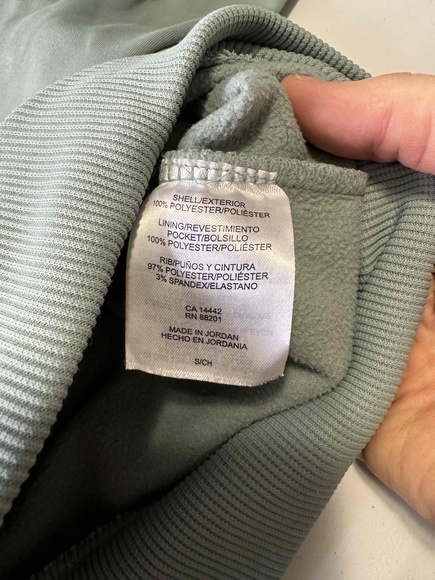 SHELL/EXTERIOR
100% POLYESTER/POLIÉSTER
LINING/REVESTIMIENTO
POCKET/BOLSILLO
100% POLYESTER/POLIÉSTER
RIB/PUÑOS Y CINTURA
97% POLYESTER/POLIÉSTER
3% SPANDEX/ELASTANO
CA 14442
RN 88201
MADE IN JORDAN
HECHO EN JORDANIA
S/CH